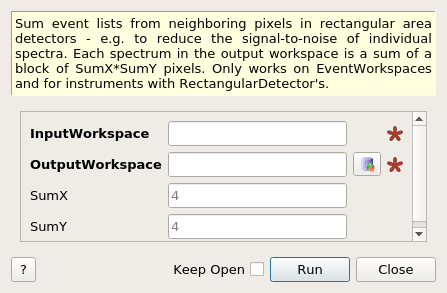 Sum event lists from neighboring pixels in rectangular area
detectors - e.g. to reduce the signal-to-noise of individual
spectra. Each spectrum in the output workspace is a sum of a
block of SumX*SumY pixels. Only works on EventWorkspaces
and for instruments with RectangularDetector's.
InputWorkspace *
OutputWorkspace *
SumX 4
SumY 4
? Keep Open Run Close